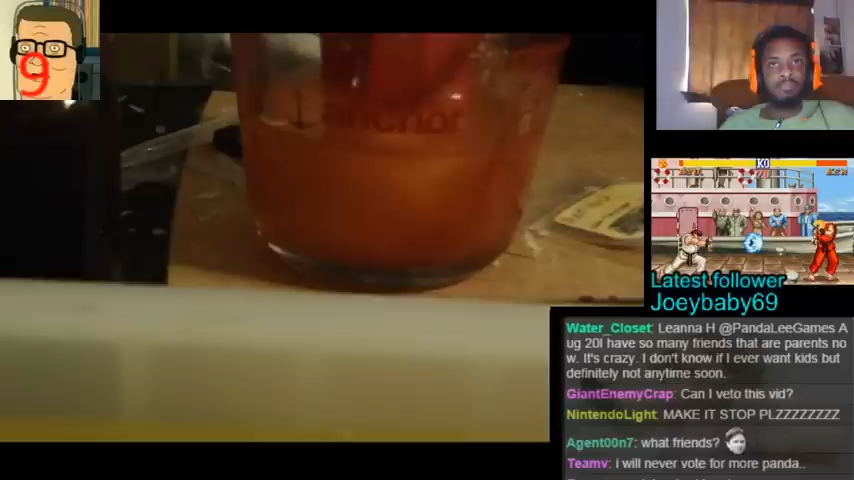 9
anchor
KO
RYU
KEN
Latest follower
Joeybaby69
Water_Closet: Leanna H @PandaLeeGames A
ug 20I have so many friends that are parents no
w. It's crazy. I don't know if I ever want kids but
definitely not anytime soon.
GiantEnemyCrap: Can I veto this vid?
NintendoLight: MAKE IT STOP PLZZZZZZZZ
Agent00n7: what friends?
Teamv: i will never vote for more panda..